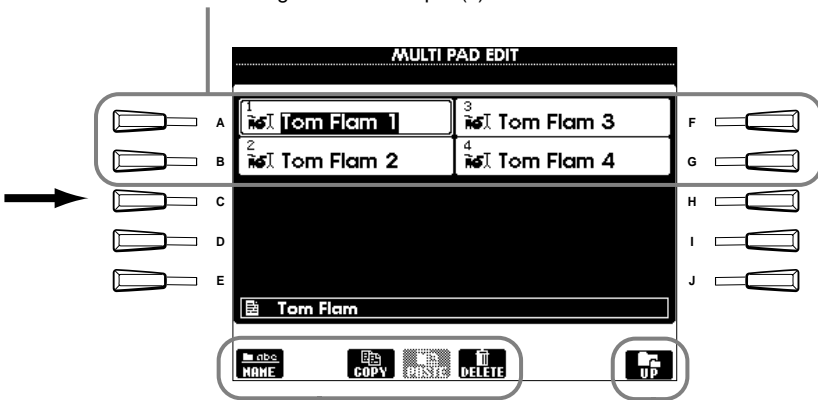 MULTI PAD EDIT
A 1 Tom Flam 1 3 Tom Flam 3 F
B 2 Tom Flam 2 4 Tom Flam 4 G
C H
D I
E J
Tom Flam
abc
NAME COPY PASTE DELETE UP